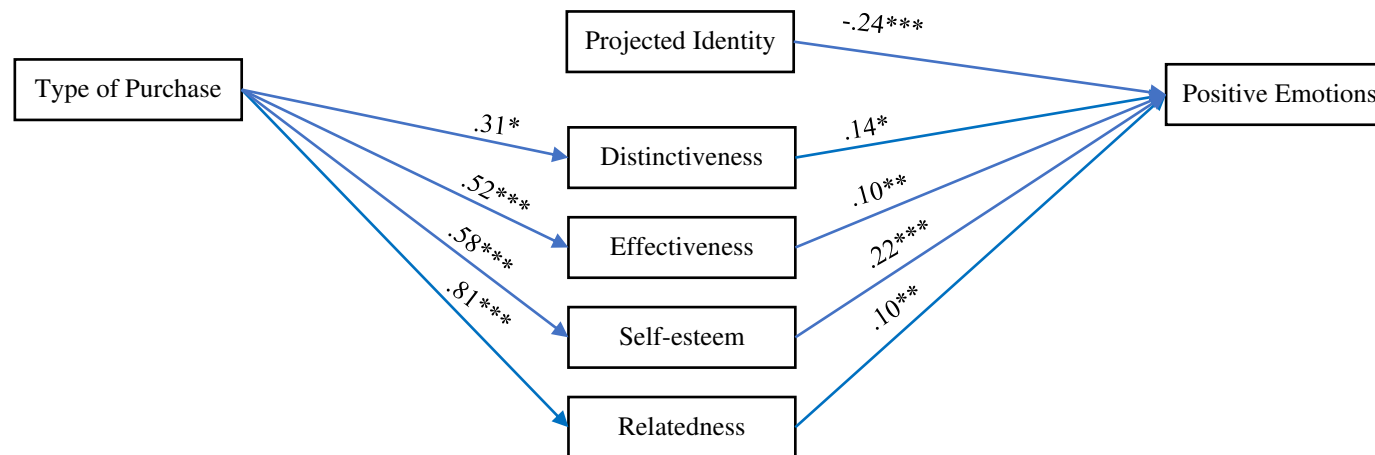 Projected Identity
-.24***
Type of Purchase
Positive Emotions
.31*
Distinctiveness
.14*
.52***
Effectiveness
.10**
.58***
Self-esteem
.22***
.81***
Relatedness
.10**